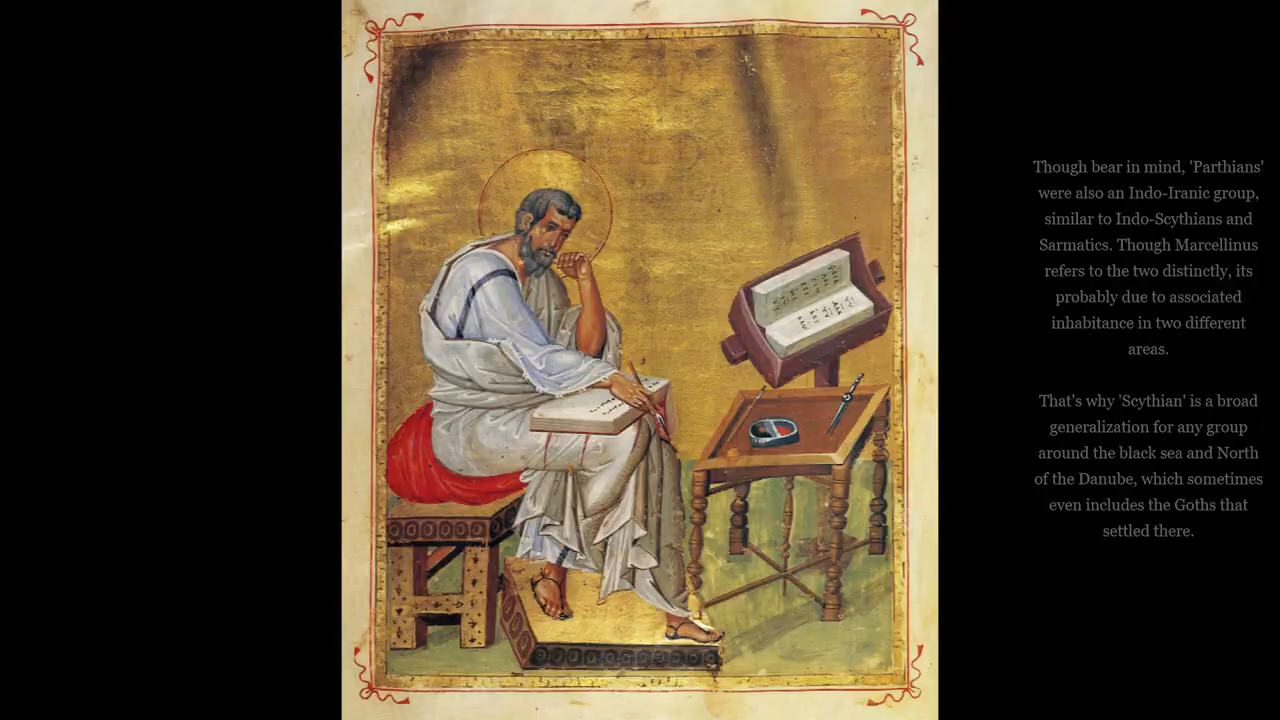 Though bear in mind, 'Parthians'
were also an Indo-Iranic group,
similar to Indo-Scythians and
Sarmatics. Though Marcellinus
refers to the two distinctly, its
probably due to associated
inhabitance in two different
areas.
That's why 'Scythian' is a broad
generalization for any group
around the black sea and North
of the Danube, which sometimes
even includes the Goths that
settled there.